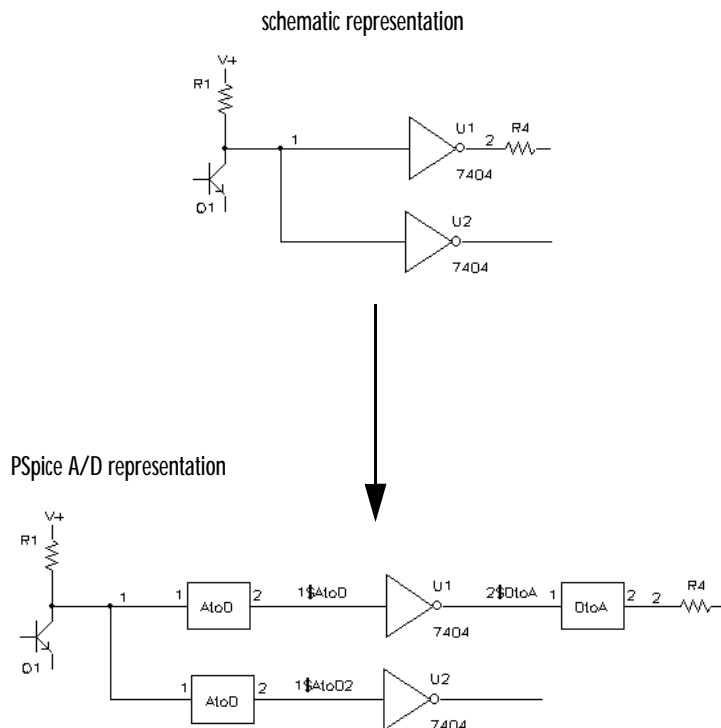 schematic representation
V+
R1
1
U1
2
R4
7404
Q1
U2
7404
PSpice A/D representation
V+
R1
1
1
AtoD
2
1$AtoD
U1
2$DtoA
1
DtoA
2
2
R4
7404
Q1
1
AtoD
2
1$AtoD2
U2
7404